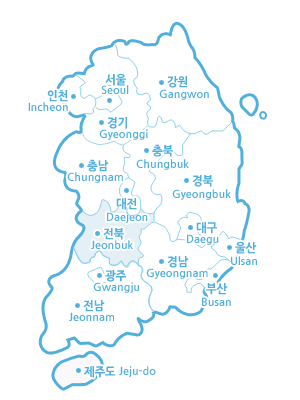 서울
Seoul
강원
Gangwon
인천
Incheon
경기
Gyeonggi
충북
Chungbuk
충남
Chungnam
경북
Gyeongbuk
대전
Daejeon
대구
Daegu
전북
Jeonbuk
울산
Ulsan
경남
Gyeongnam
광주
Gwangju
부산
Busan
전남
Jeonnam
제주도 Jeju-do